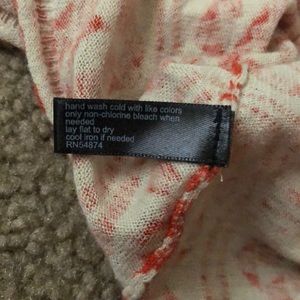 hand wash cold with like colors
only non-chlorine bleach when
needed
lay flat to dry
cool iron if needed
RN54874